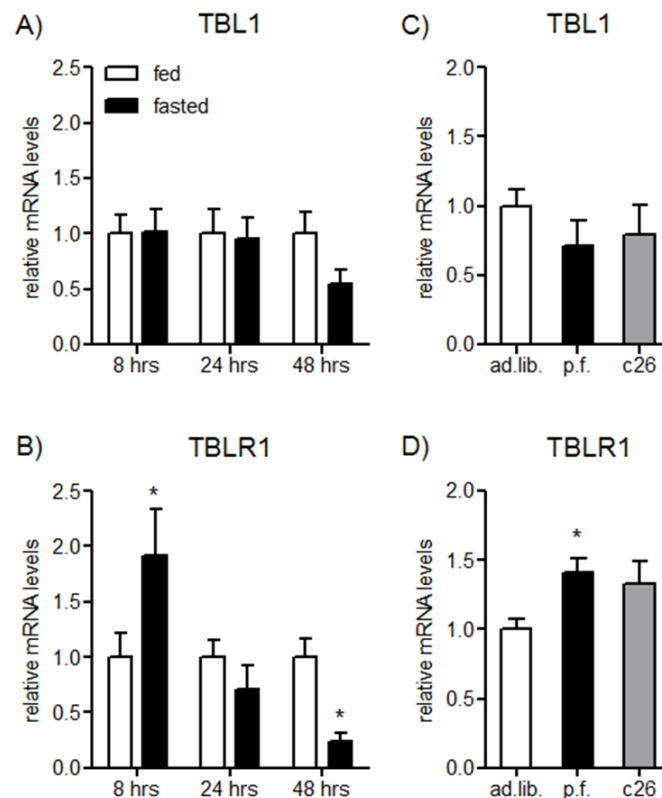 A) TBL1
relative mRNA levels
2.5
2.0
1.5
1.0
0.5
0.0
fed
fasted
8 hrs 24 hrs 48 hrs
C) TBL1
relative mRNA levels
2.0
1.5
1.0
0.5
0.0
ad.lib. p.f. c26
B) TBLR1
relative mRNA levels
2.5
2.0
1.5
1.0
0.5
0.0
*
*
8 hrs 24 hrs 48 hrs
D) TBLR1
relative mRNA levels
2.0
1.5
1.0
0.5
0.0
*
ad.lib. p.f. c26